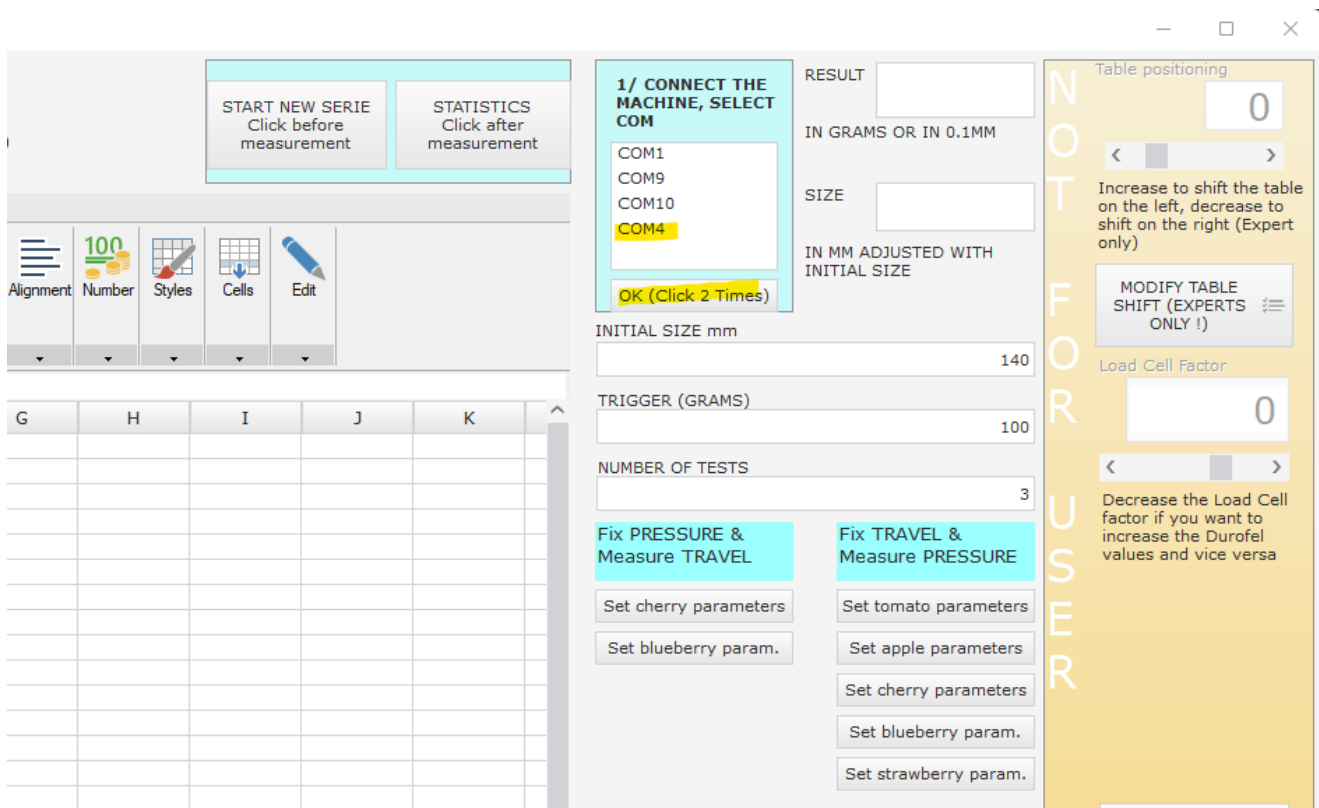 START NEW SERIE
Click before
measurement
STATISTICS
Click after
measurement
100
Alignment
Number
Styles
Cells
Edit
G
H
I
J
K
1/ CONNECT THE
MACHINE, SELECT
COM
COM1
COM9
COM10
COM4
OK (Click 2 Times)
RESULT
IN GRAMS OR IN 0.1MM
SIZE
IN MM ADJUSTED WITH
INITIAL SIZE
INITIAL SIZE mm
140
TRIGGER (GRAMS)
100
NUMBER OF TESTS
3
Fix PRESSURE &
Measure TRAVEL
Set cherry parameters
Set blueberry param.
Fix TRAVEL &
Measure PRESSURE
Set tomato parameters
Set apple parameters
Set cherry parameters
Set blueberry param.
Set strawberry param.
NOT FOR USER
Table positioning
0
Increase to shift the table
on the left, decrease to
shift on the right (Expert
only)
MODIFY TABLE
SHIFT (EXPERTS
ONLY !)
Load Cell Factor
0
Decrease the Load Cell
factor if you want to
increase the Durofel
values and vice versa